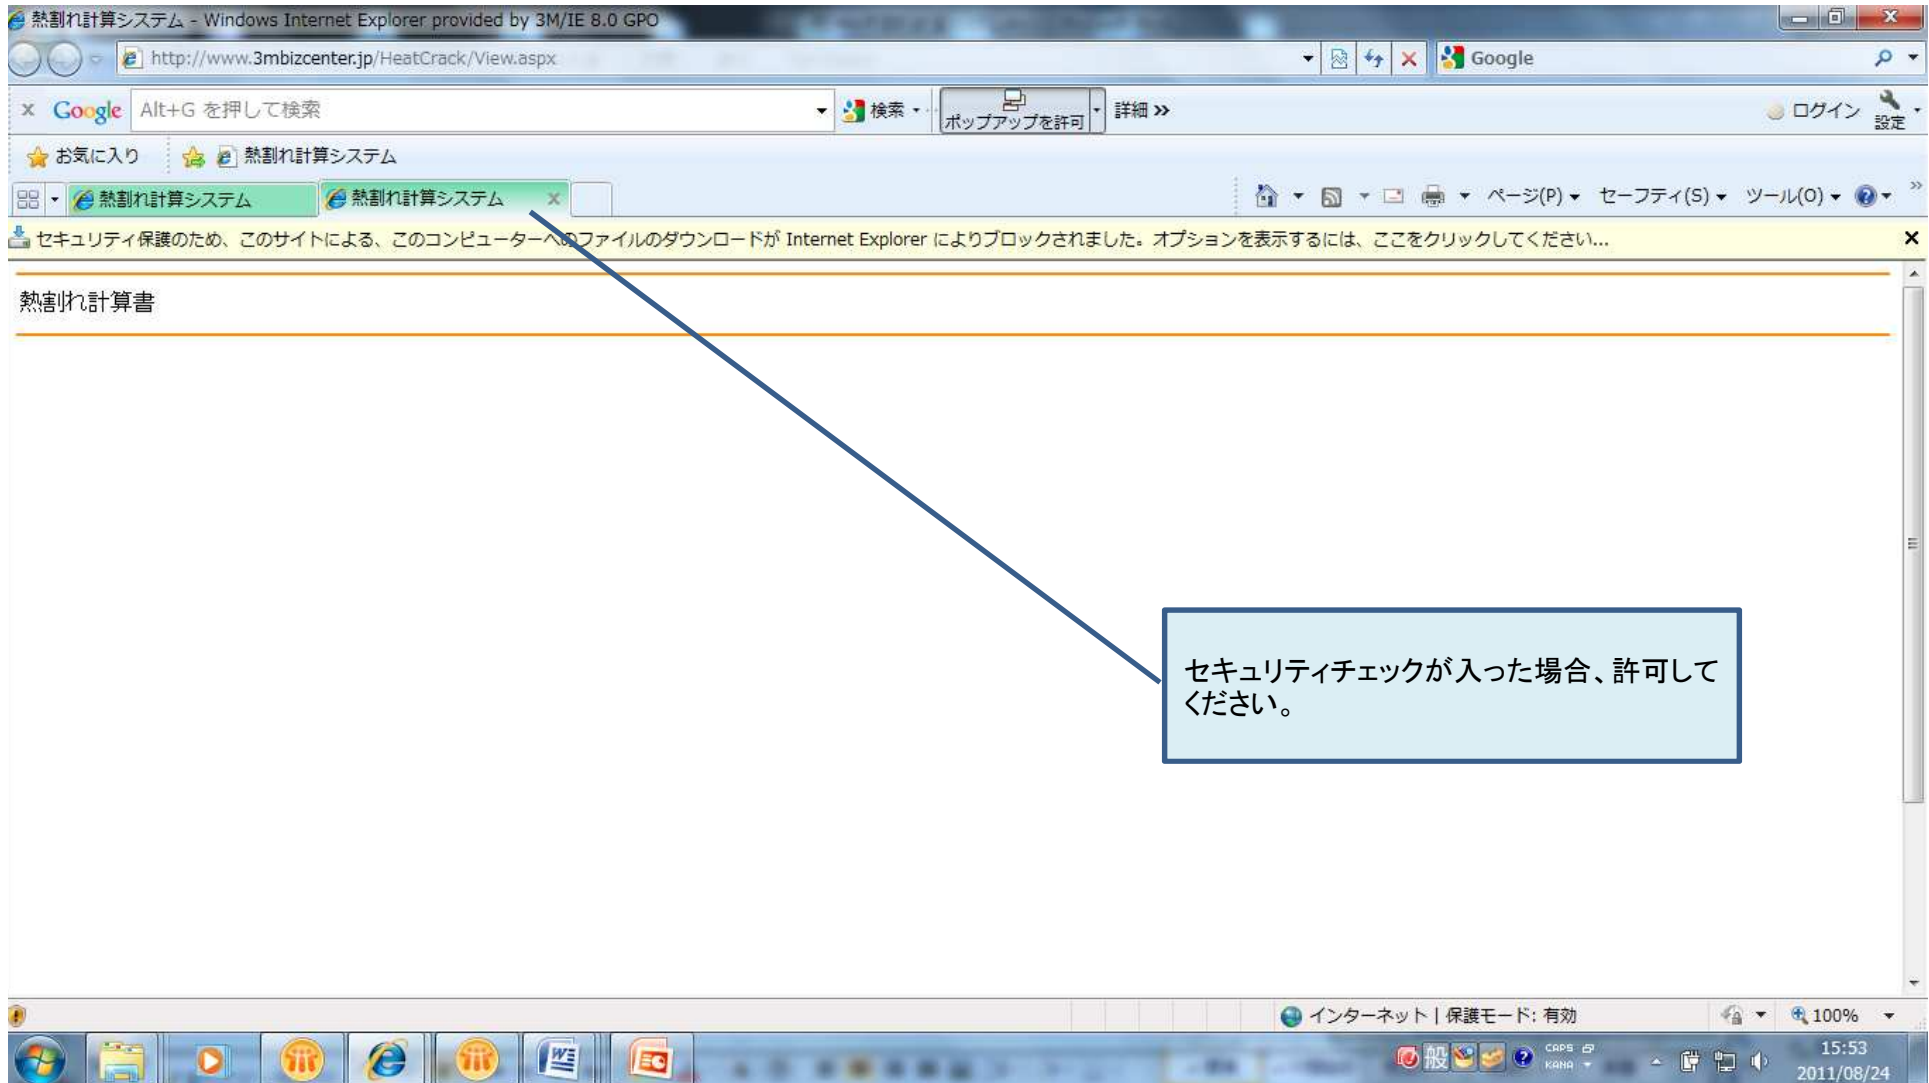 熱割れ計算システム - Windows Internet Explorer provided by 3M/IE 8.0 GPO
http://www.3mbizcenter.jp/HeatCrack/View.aspx
Google
x Google Alt+G を押して検索 検索 ポップアップを許可 詳細 » ログイン 設定
お気に入り 熱割れ計算システム
熱割れ計算システム 熱割れ計算システム x ページ(P) セーフティ(S) ツール(O) »
セキュリティ保護のため、このサイトによる、このコンピューターへのファイルのダウンロードが Internet Explorer によりブロックされました。オプションを表示するには、ここをクリックしてください...
熱割れ計算書
セキュリティチェックが入った場合、許可して
ください。
インターネット | 保護モード: 有効 100%
般 CAPS KANA 15:53
2011/08/24